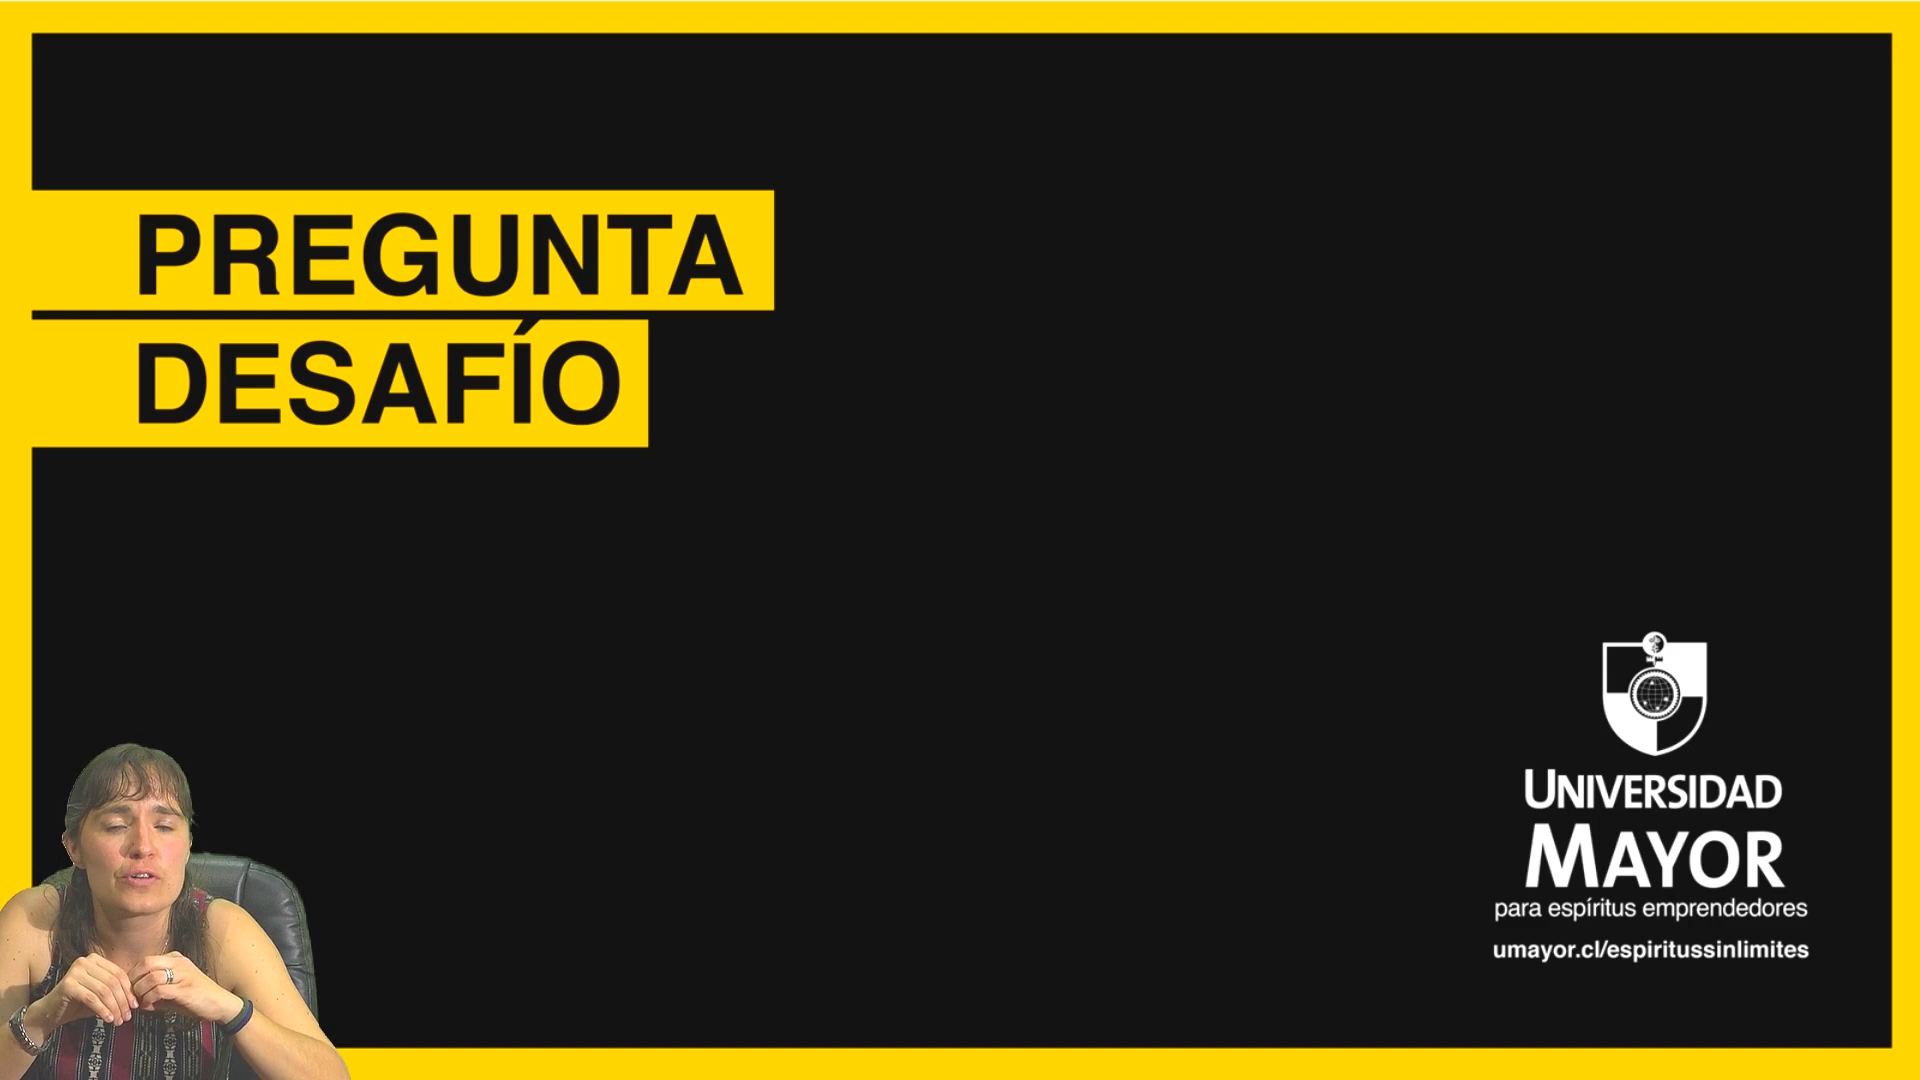 PREGUNTA
DESAFÍO
UNIVERSIDAD
MAYOR
para espíritus emprendedores
umayor.cl/espiritussinlimites